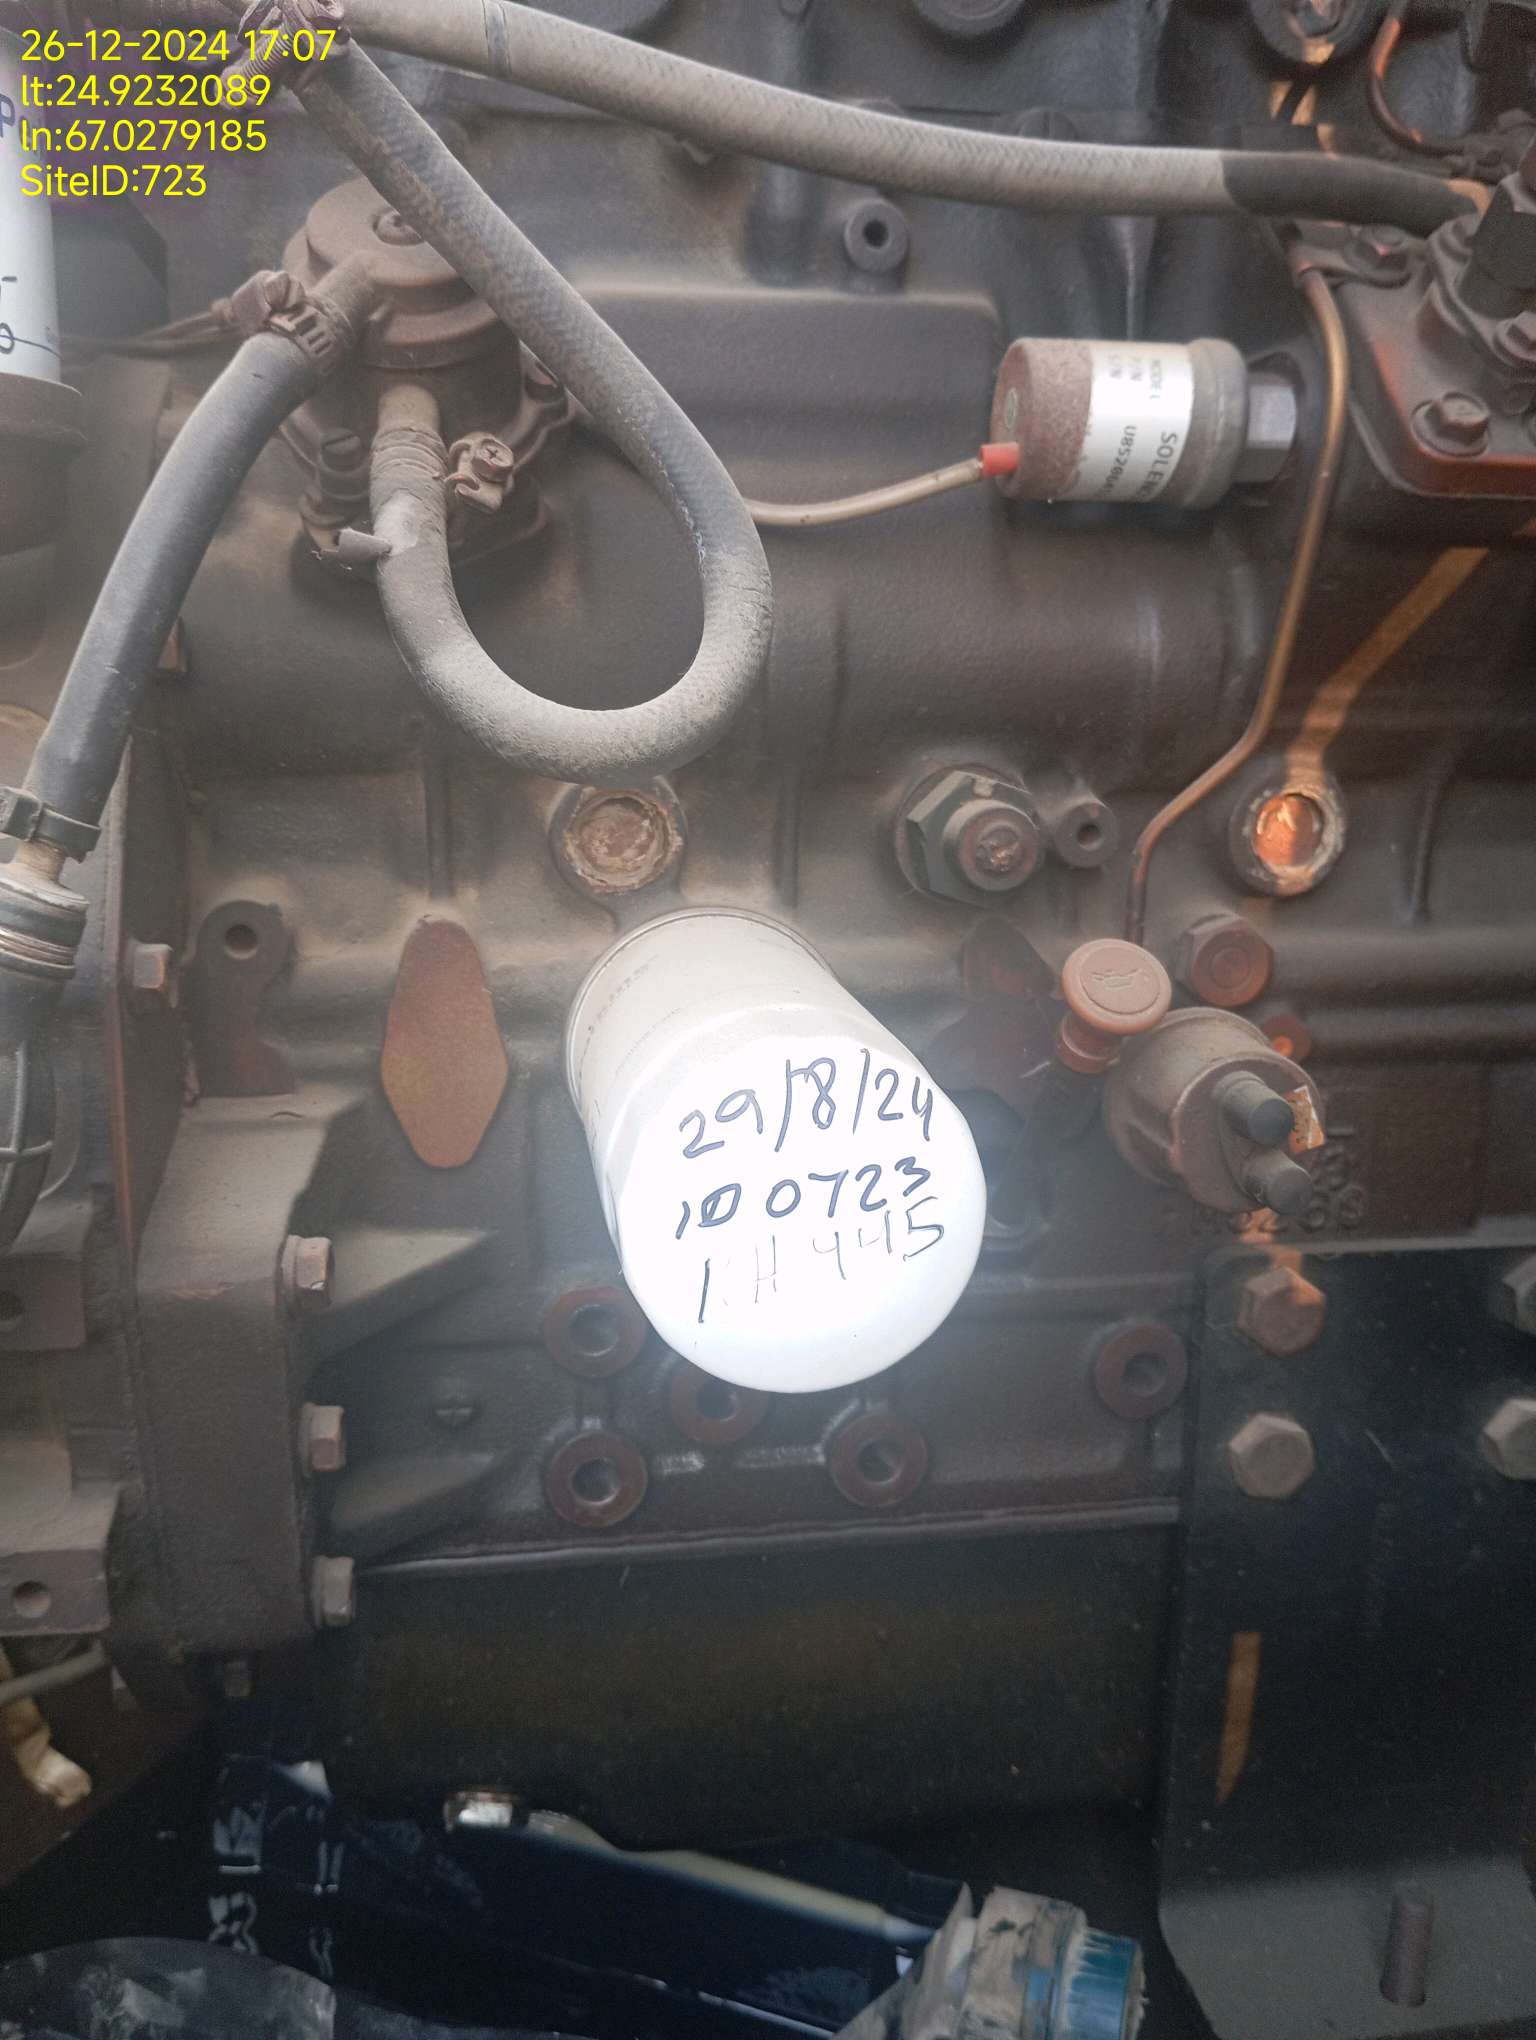 26-12-2024 17:07
lt:24.9232089
ln:67.0279185
SiteID:723
MODEL
P/N
S/N
29/8/24
ID 0723
RH 445